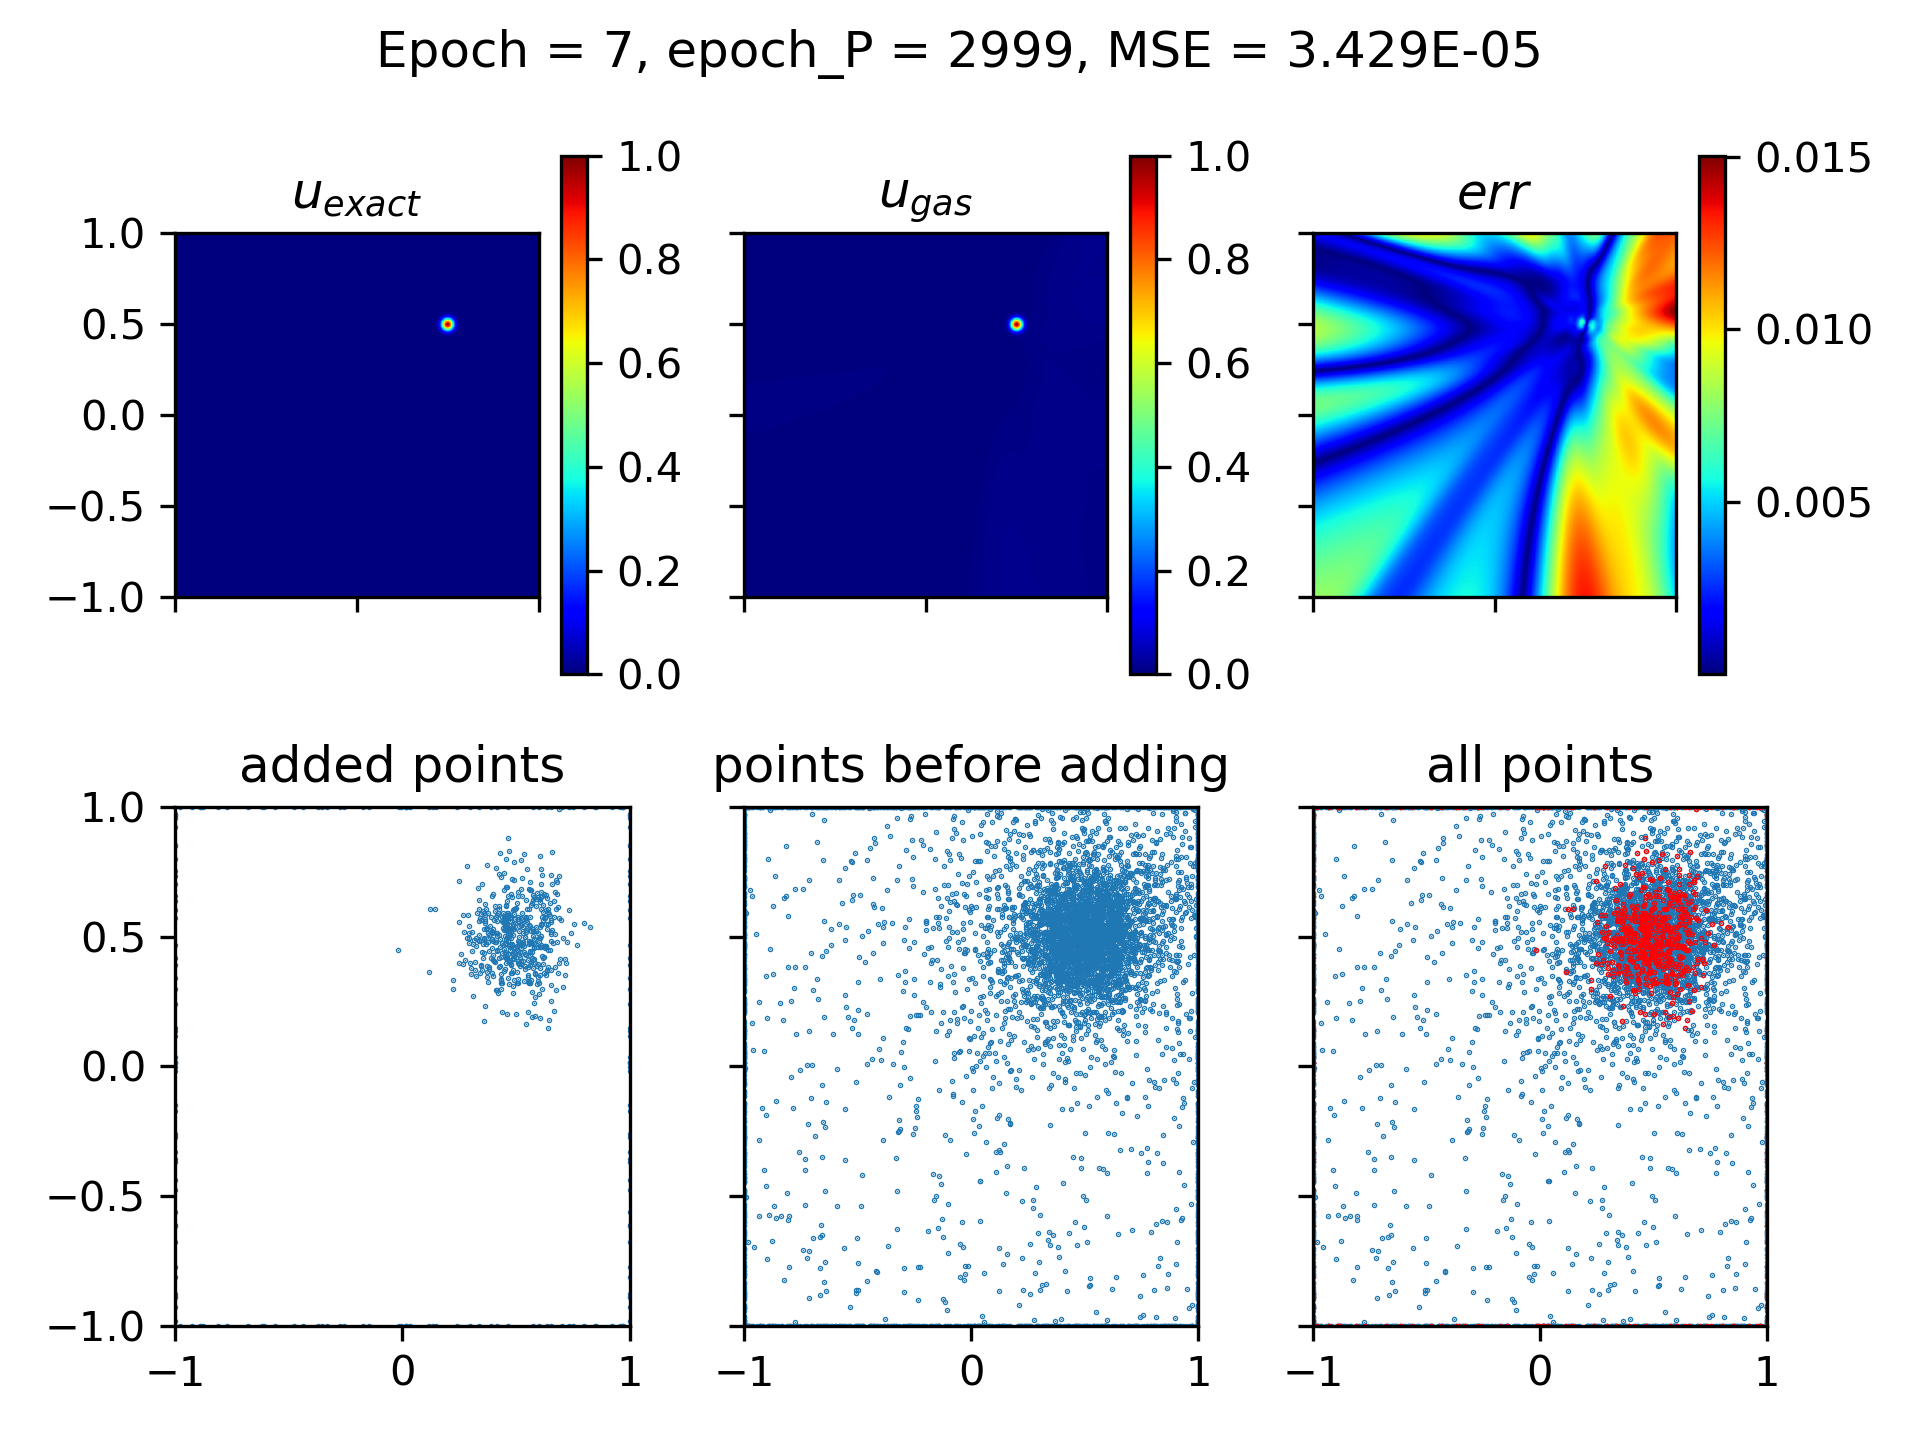 Epoch = 7, epoch_P = 2999, MSE = 3.429E-05
u_exact
u_gas
err
1.0
0.5
0.0
−0.5
−1.0
1.0
0.8
0.6
0.4
0.2
0.0
1.0
0.8
0.6
0.4
0.2
0.0
0.015
0.010
0.005
added points
points before adding
all points
1.0
0.5
0.0
−0.5
−1.0
−1 0 1
−1 0 1
−1 0 1